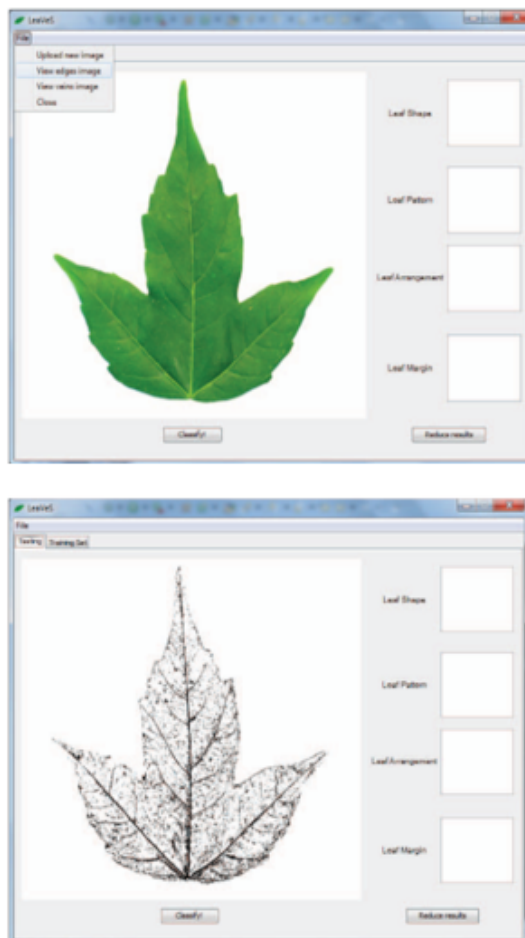 LeaVeS
File
Upload new image
View edges image
View veins image
Close
Leaf Shape
Leaf Pattern
Leaf Arrangement
Leaf Margin
Classify!
Reduce results
LeaVeS
File
Testing Training Set
Leaf Shape
Leaf Pattern
Leaf Arrangement
Leaf Margin
Classify!
Reduce results